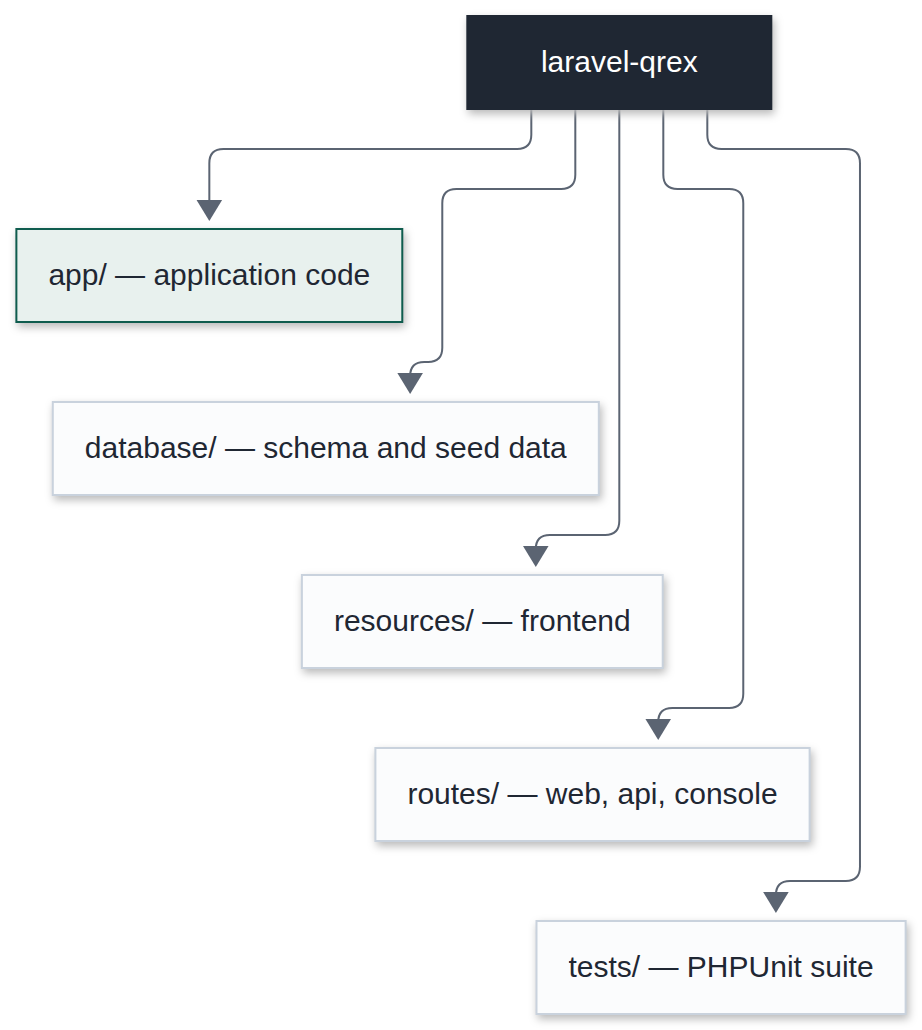 laravel-qrex
app/ — application code
database/ — schema and seed data
resources/ — frontend
routes/ — web, api, console
tests/ — PHPUnit suite